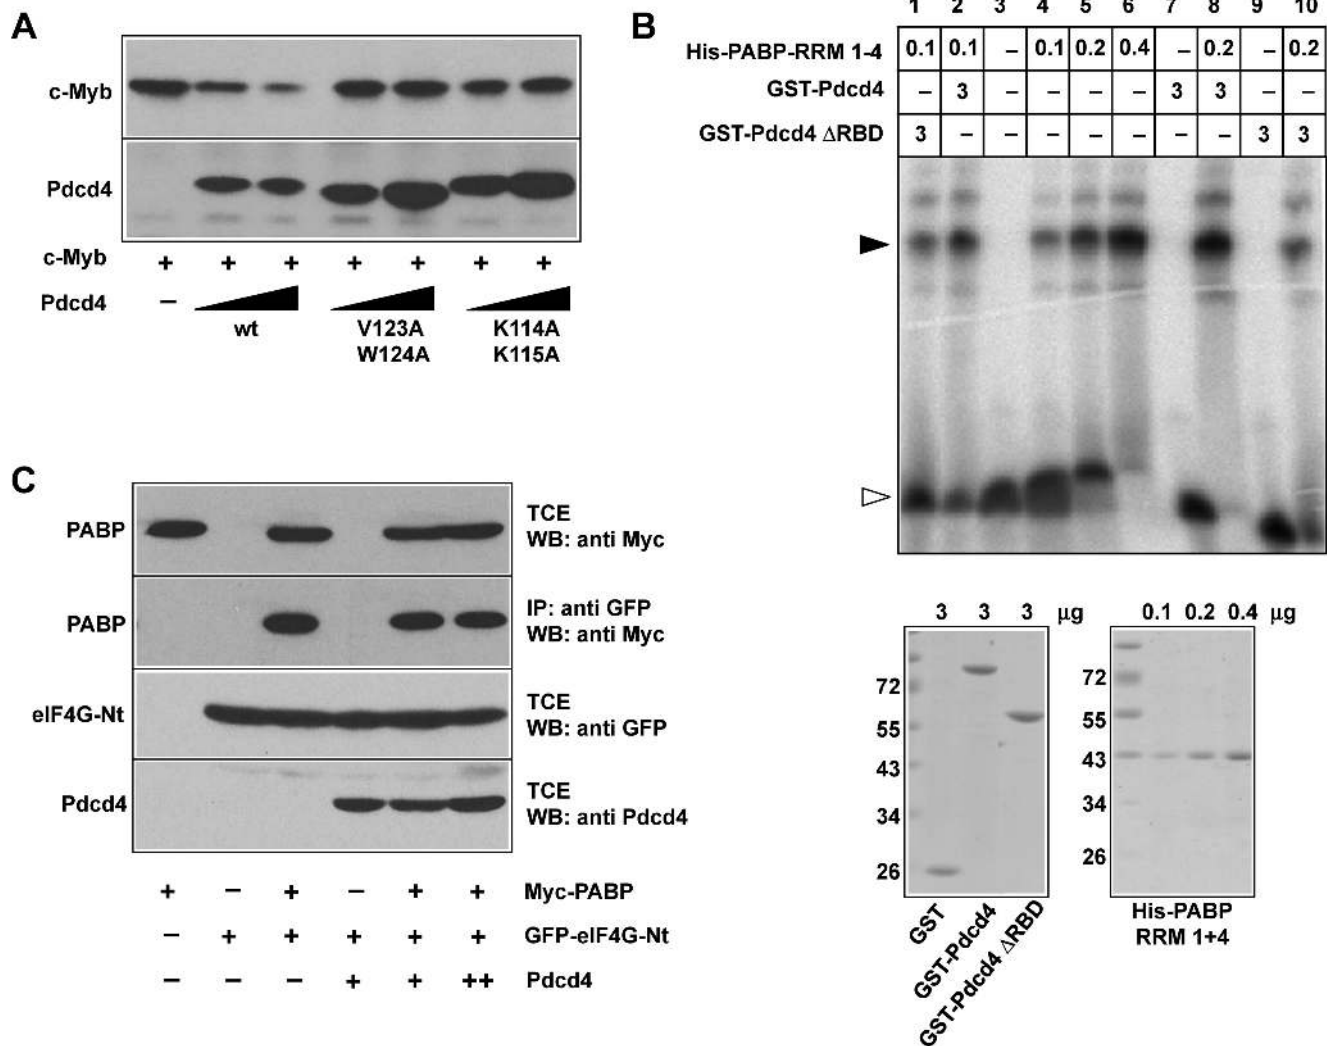 A
c-Myb
Pdcd4
c-Myb + + + + + + +
Pdcd4 –
wt V123A K114A
W124A K115A
B
1 2 3 4 5 6 7 8 9 10
His-PABP-RRM 1-4 0.1 0.1 – 0.1 0.2 0.4 – 0.2 – 0.2
GST-Pdcd4 – 3 – – – – 3 3 – –
GST-Pdcd4 ΔRBD 3 – – – – – – – 3 3
3 3 3 µg
72
55
43
34
26
GST
GST-Pdcd4
GST-Pdcd4 ΔRBD
0.1 0.2 0.4 µg
72
55
43
34
26
His-PABP
RRM 1+4
C
PABP
TCE
WB: anti Myc
PABP
IP: anti GFP
WB: anti Myc
eIF4G-Nt
TCE
WB: anti GFP
Pdcd4
TCE
WB: anti Pdcd4
+ – + – + + Myc-PABP
– + + + + + GFP-eIF4G-Nt
– – – + + ++ Pdcd4